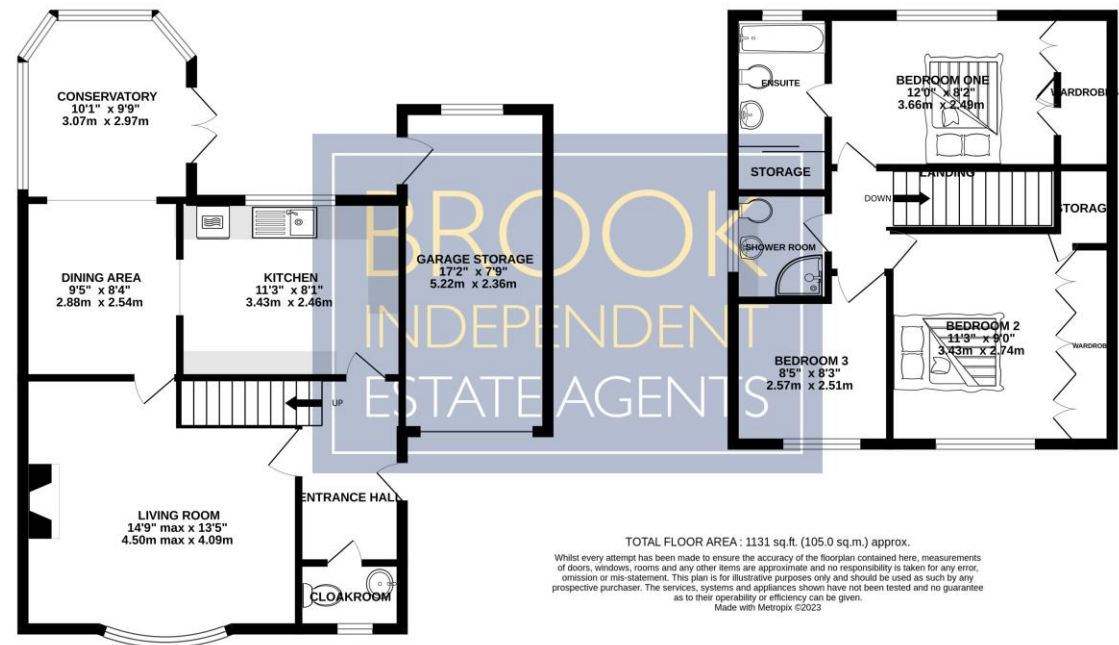 CONSERVATORY
10'1" x 9'9"
3.07m x 2.97m
DINING AREA
9'5" x 8'4"
2.88m x 2.54m
KITCHEN
11'3" x 8'1"
3.43m x 2.46m
GARAGE STORAGE
17'2" x 7'9"
5.22m x 2.36m
UP
ENTRANCE HALL
LIVING ROOM
14'9" max x 13'5"
4.50m max x 4.09m
CLOAKROOM
BROOK
INDEPENDENT
ESTATE AGENTS
ENSUITE
BEDROOM ONE
12'0" x 8'2"
3.66m x 2.49m
WARDROBES
STORAGE
LANDING
DOWN
STORAG
SHOWER ROOM
BEDROOM 2
11'3" x 9'0"
3.43m x 2.74m
WARDROB
BEDROOM 3
8'5" x 8'3"
2.57m x 2.51m
TOTAL FLOOR AREA : 1131 sq.ft. (105.0 sq.m.) approx.
Whilst every attempt has been made to ensure the accuracy of the floorplan contained here, measurements
of doors, windows, rooms and any other items are approximate and no responsibility is taken for any error,
omission or mis-statement. This plan is for illustrative purposes only and should be used as such by any
prospective purchaser. The services, systems and appliances shown have not been tested and no guarantee
as to their operability or efficiency can be given.
Made with Metropix ©2023